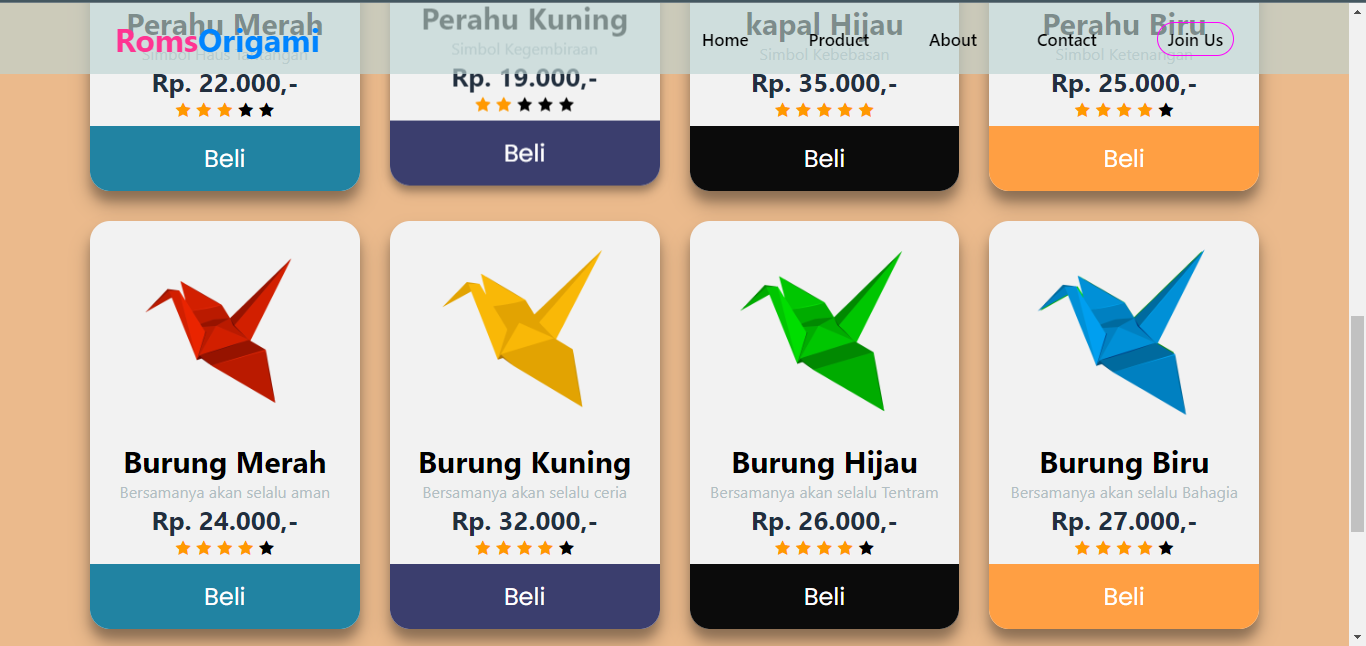 RomsOrigami
Home
Product
About
Contact
Join Us
Perahu Merah
Perahu Kuning
kapal Hijau
Perahu Biru
Simbol Kegembiraan
Simbol Kebebasan
Simbol Ketenangan
Rp. 22.000,-
Rp. 19.000,-
Rp. 35.000,-
Rp. 25.000,-
Beli
Beli
Beli
Beli
Burung Merah
Burung Kuning
Burung Hijau
Burung Biru
Bersamanya akan selalu aman
Bersamanya akan selalu ceria
Bersamanya akan selalu Tentram
Bersamanya akan selalu Bahagia
Rp. 24.000,-
Rp. 32.000,-
Rp. 26.000,-
Rp. 27.000,-
Beli
Beli
Beli
Beli